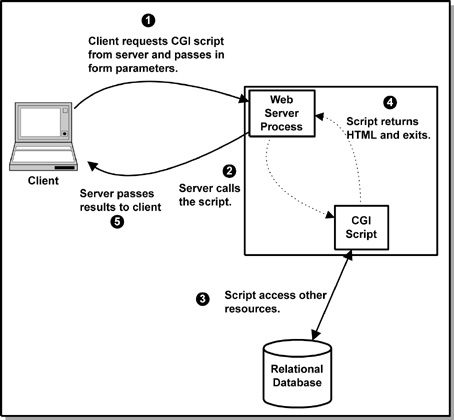 1
Client requests CGI script
from server and passes in
form parameters.
Web
Server
Process
4
Script returns
HTML and exits.
Client
2
Server calls
the script.
Server passes
results to client
5
CGI
Script
3
Script access other
resources.
Relational
Database